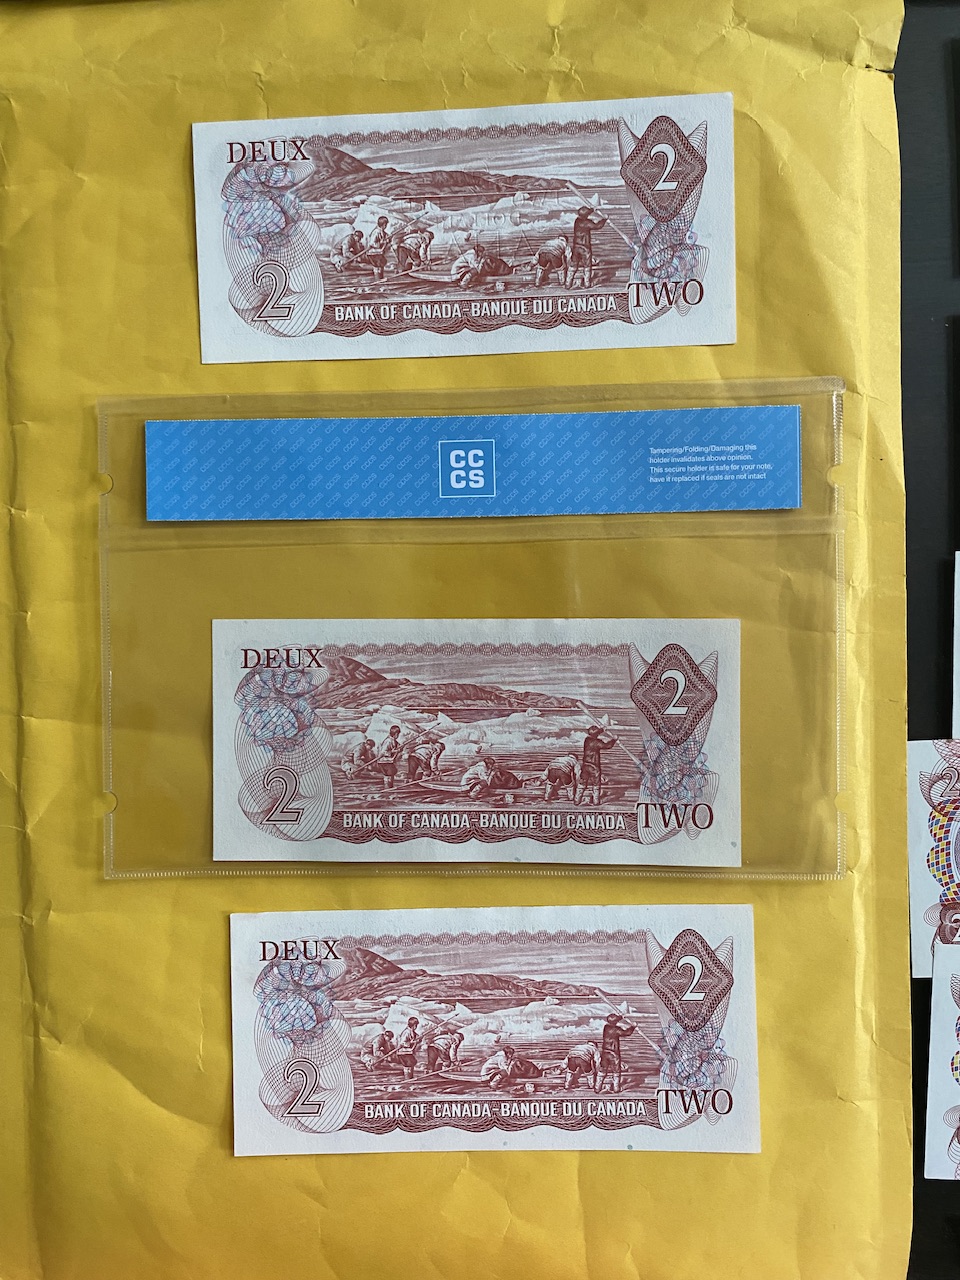 DEUX
2
2
BANK OF CANADA-BANQUE DU CANADA
TWO
CC
CS
Tampering/Folding/Damaging this
holder invalidates above opinion.
This secure holder is safe for your note,
have it replaced if seals are not intact
DEUX
2
2
BANK OF CANADA-BANQUE DU CANADA
TWO
DEUX
2
2
BANK OF CANADA-BANQUE DU CANADA
TWO
2
2